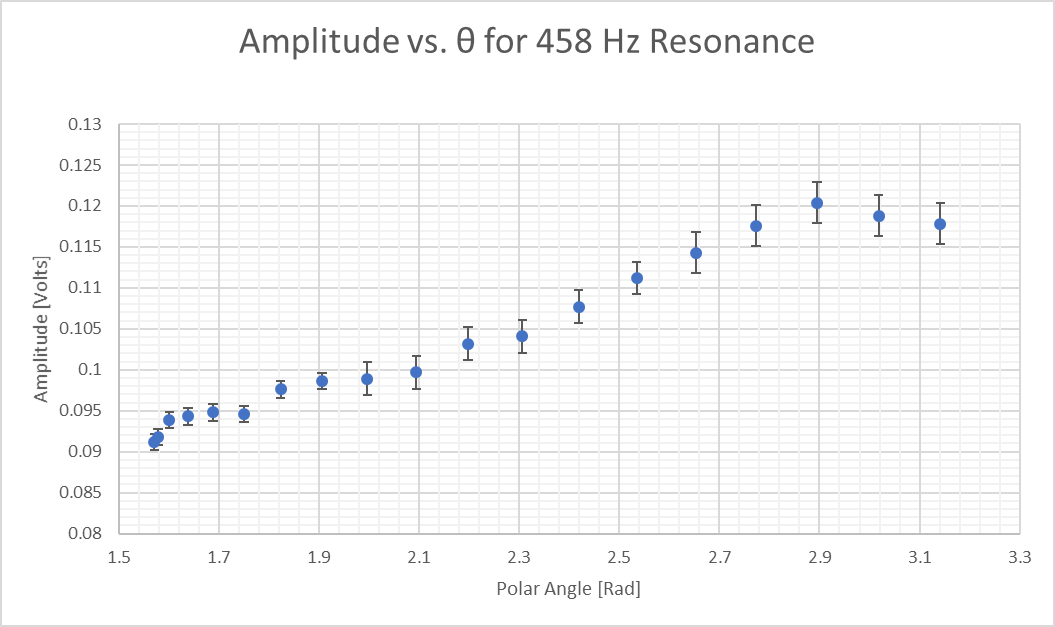 Amplitude vs. θ for 458 Hz Resonance
0.13
0.125
0.12
0.115
0.11
0.105
0.1
0.095
0.09
0.085
0.08
Amplitude [Volts]
1.5 1.7 1.9 2.1 2.3 2.5 2.7 2.9 3.1 3.3
Polar Angle [Rad]